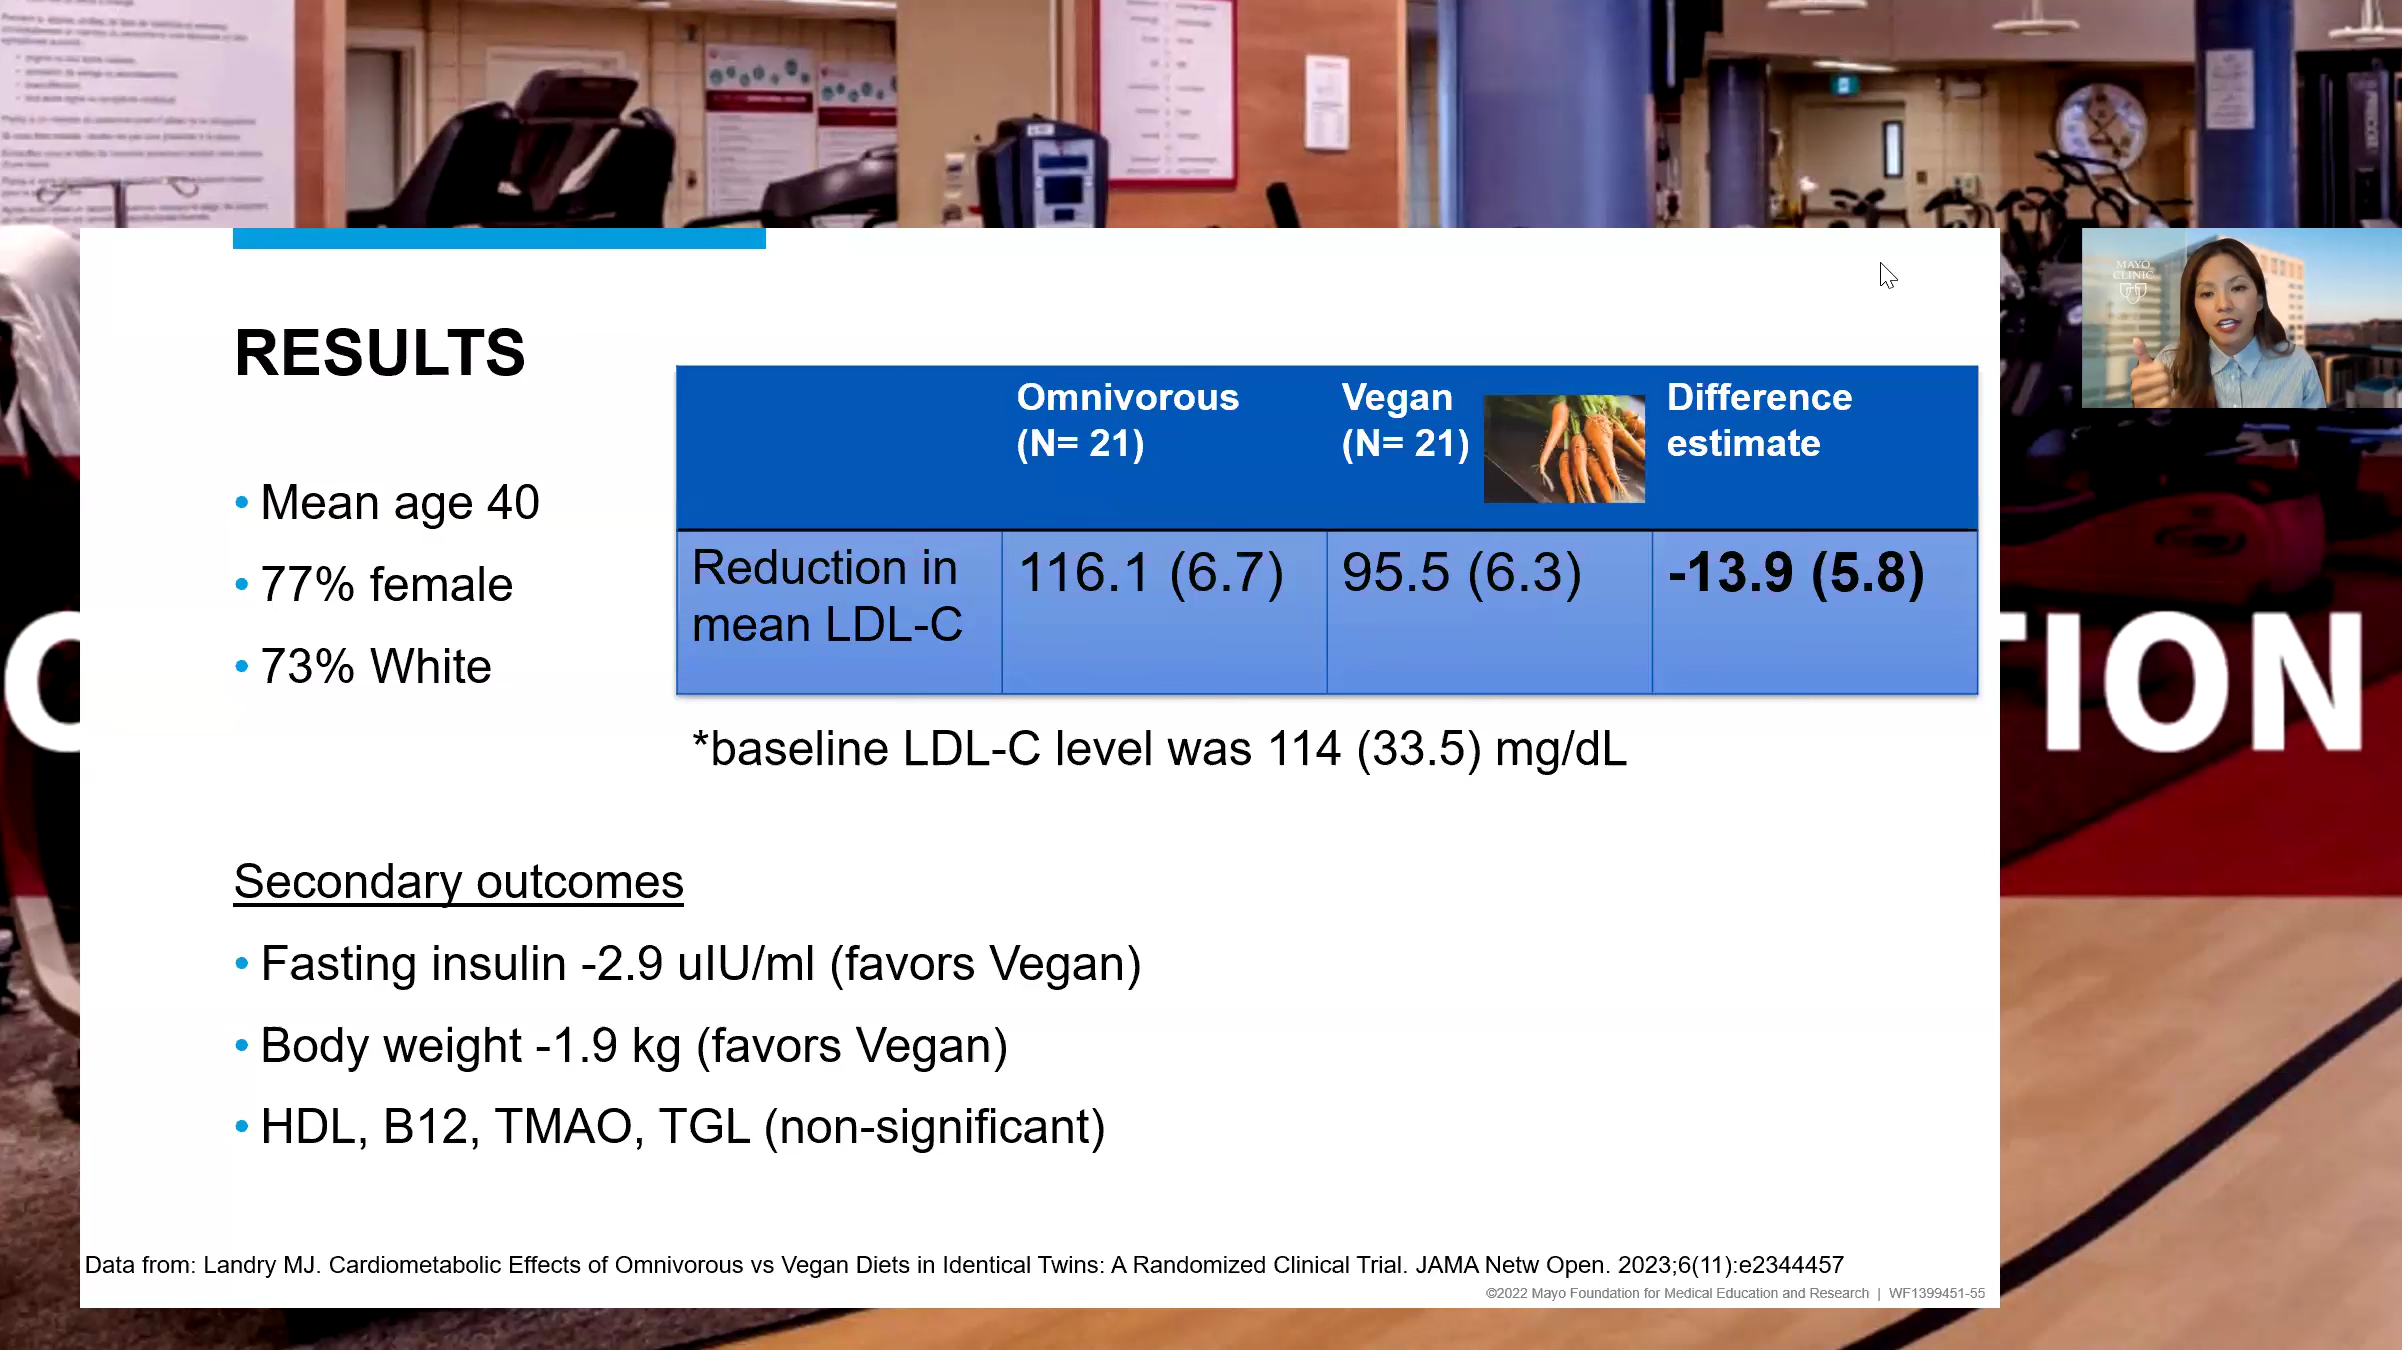 RESULTS
• Mean age 40
• 77% female
• 73% White
Omnivorous
(N= 21)
Vegan
(N= 21)
Difference
estimate
Reduction in
mean LDL-C
116.1 (6.7)
95.5 (6.3)
-13.9 (5.8)
*baseline LDL-C level was 114 (33.5) mg/dL
Secondary outcomes
• Fasting insulin -2.9 uIU/ml (favors Vegan)
• Body weight -1.9 kg (favors Vegan)
• HDL, B12, TMAO, TGL (non-significant)
Data from: Landry MJ. Cardiometabolic Effects of Omnivorous vs Vegan Diets in Identical Twins: A Randomized Clinical Trial. JAMA Netw Open. 2023;6(11):e2344457
©2022 Mayo Foundation for Medical Education and Research | WF1399451-55
MAYO
CLINIC
TION